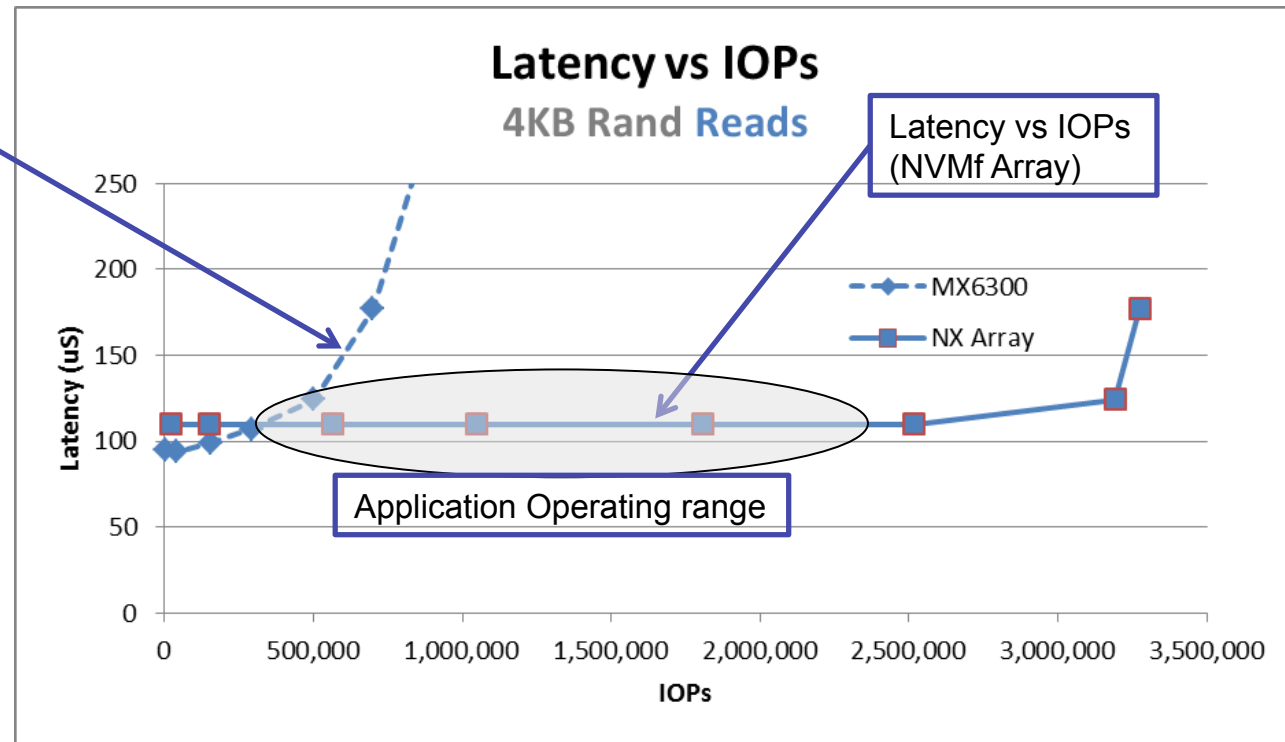 Latency vs IOPs
4KB Rand Reads
Latency vs IOPs
(NVMf Array)
250
200
150
100
50
0
Latency (uS)
MX6300
NX Array
Application Operating range
0 500,000 1,000,000 1,500,000 2,000,000 2,500,000 3,000,000 3,500,000
IOPs